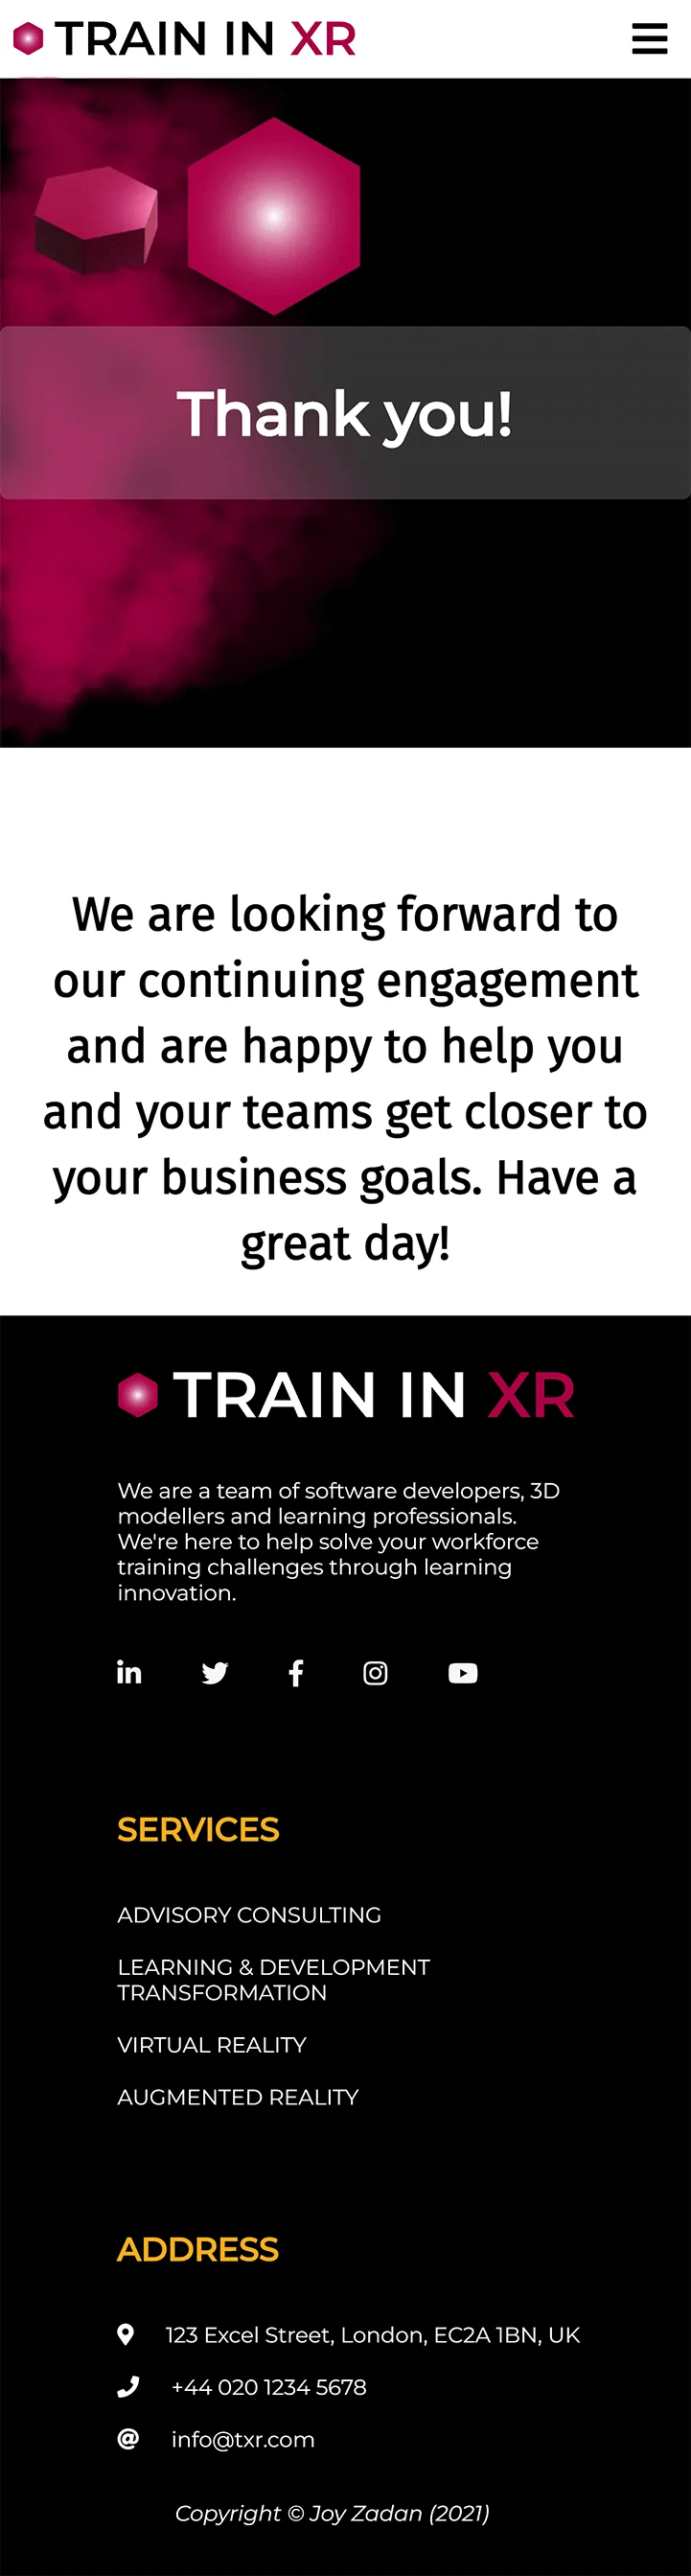 TRAIN IN XR
Thank you!
We are looking forward to
our continuing engagement
and are happy to help you
and your teams get closer to
your business goals. Have a
great day!
TRAIN IN XR
We are a team of software developers, 3D
modellers and learning professionals.
We're here to help solve your workforce
training challenges through learning
innovation.
SERVICES
ADVISORY CONSULTING
LEARNING & DEVELOPMENT
TRANSFORMATION
VIRTUAL REALITY
AUGMENTED REALITY
ADDRESS
123 Excel Street, London, EC2A 1BN, UK
+44 020 1234 5678
info@txr.com
Copyright © Joy Zadan (2021)